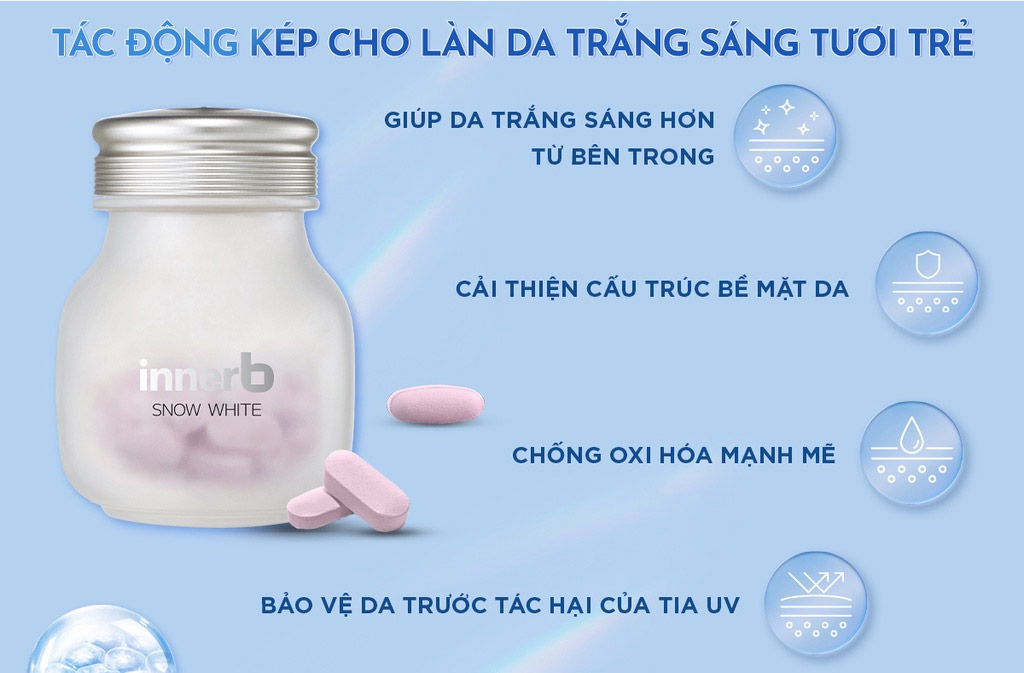 TÁC ĐỘNG KÉP CHO LÀN DA TRẮNG SÁNG TƯƠI TRẺ
GIÚP DA TRẮNG SÁNG HƠN
TỪ BÊN TRONG
CẢI THIỆN CẤU TRÚC BỀ MẶT DA
innerb
SNOW WHITE
CHỐNG OXI HÓA MẠNH MẼ
BẢO VỆ DA TRƯỚC TÁC HẠI CỦA TIA UV